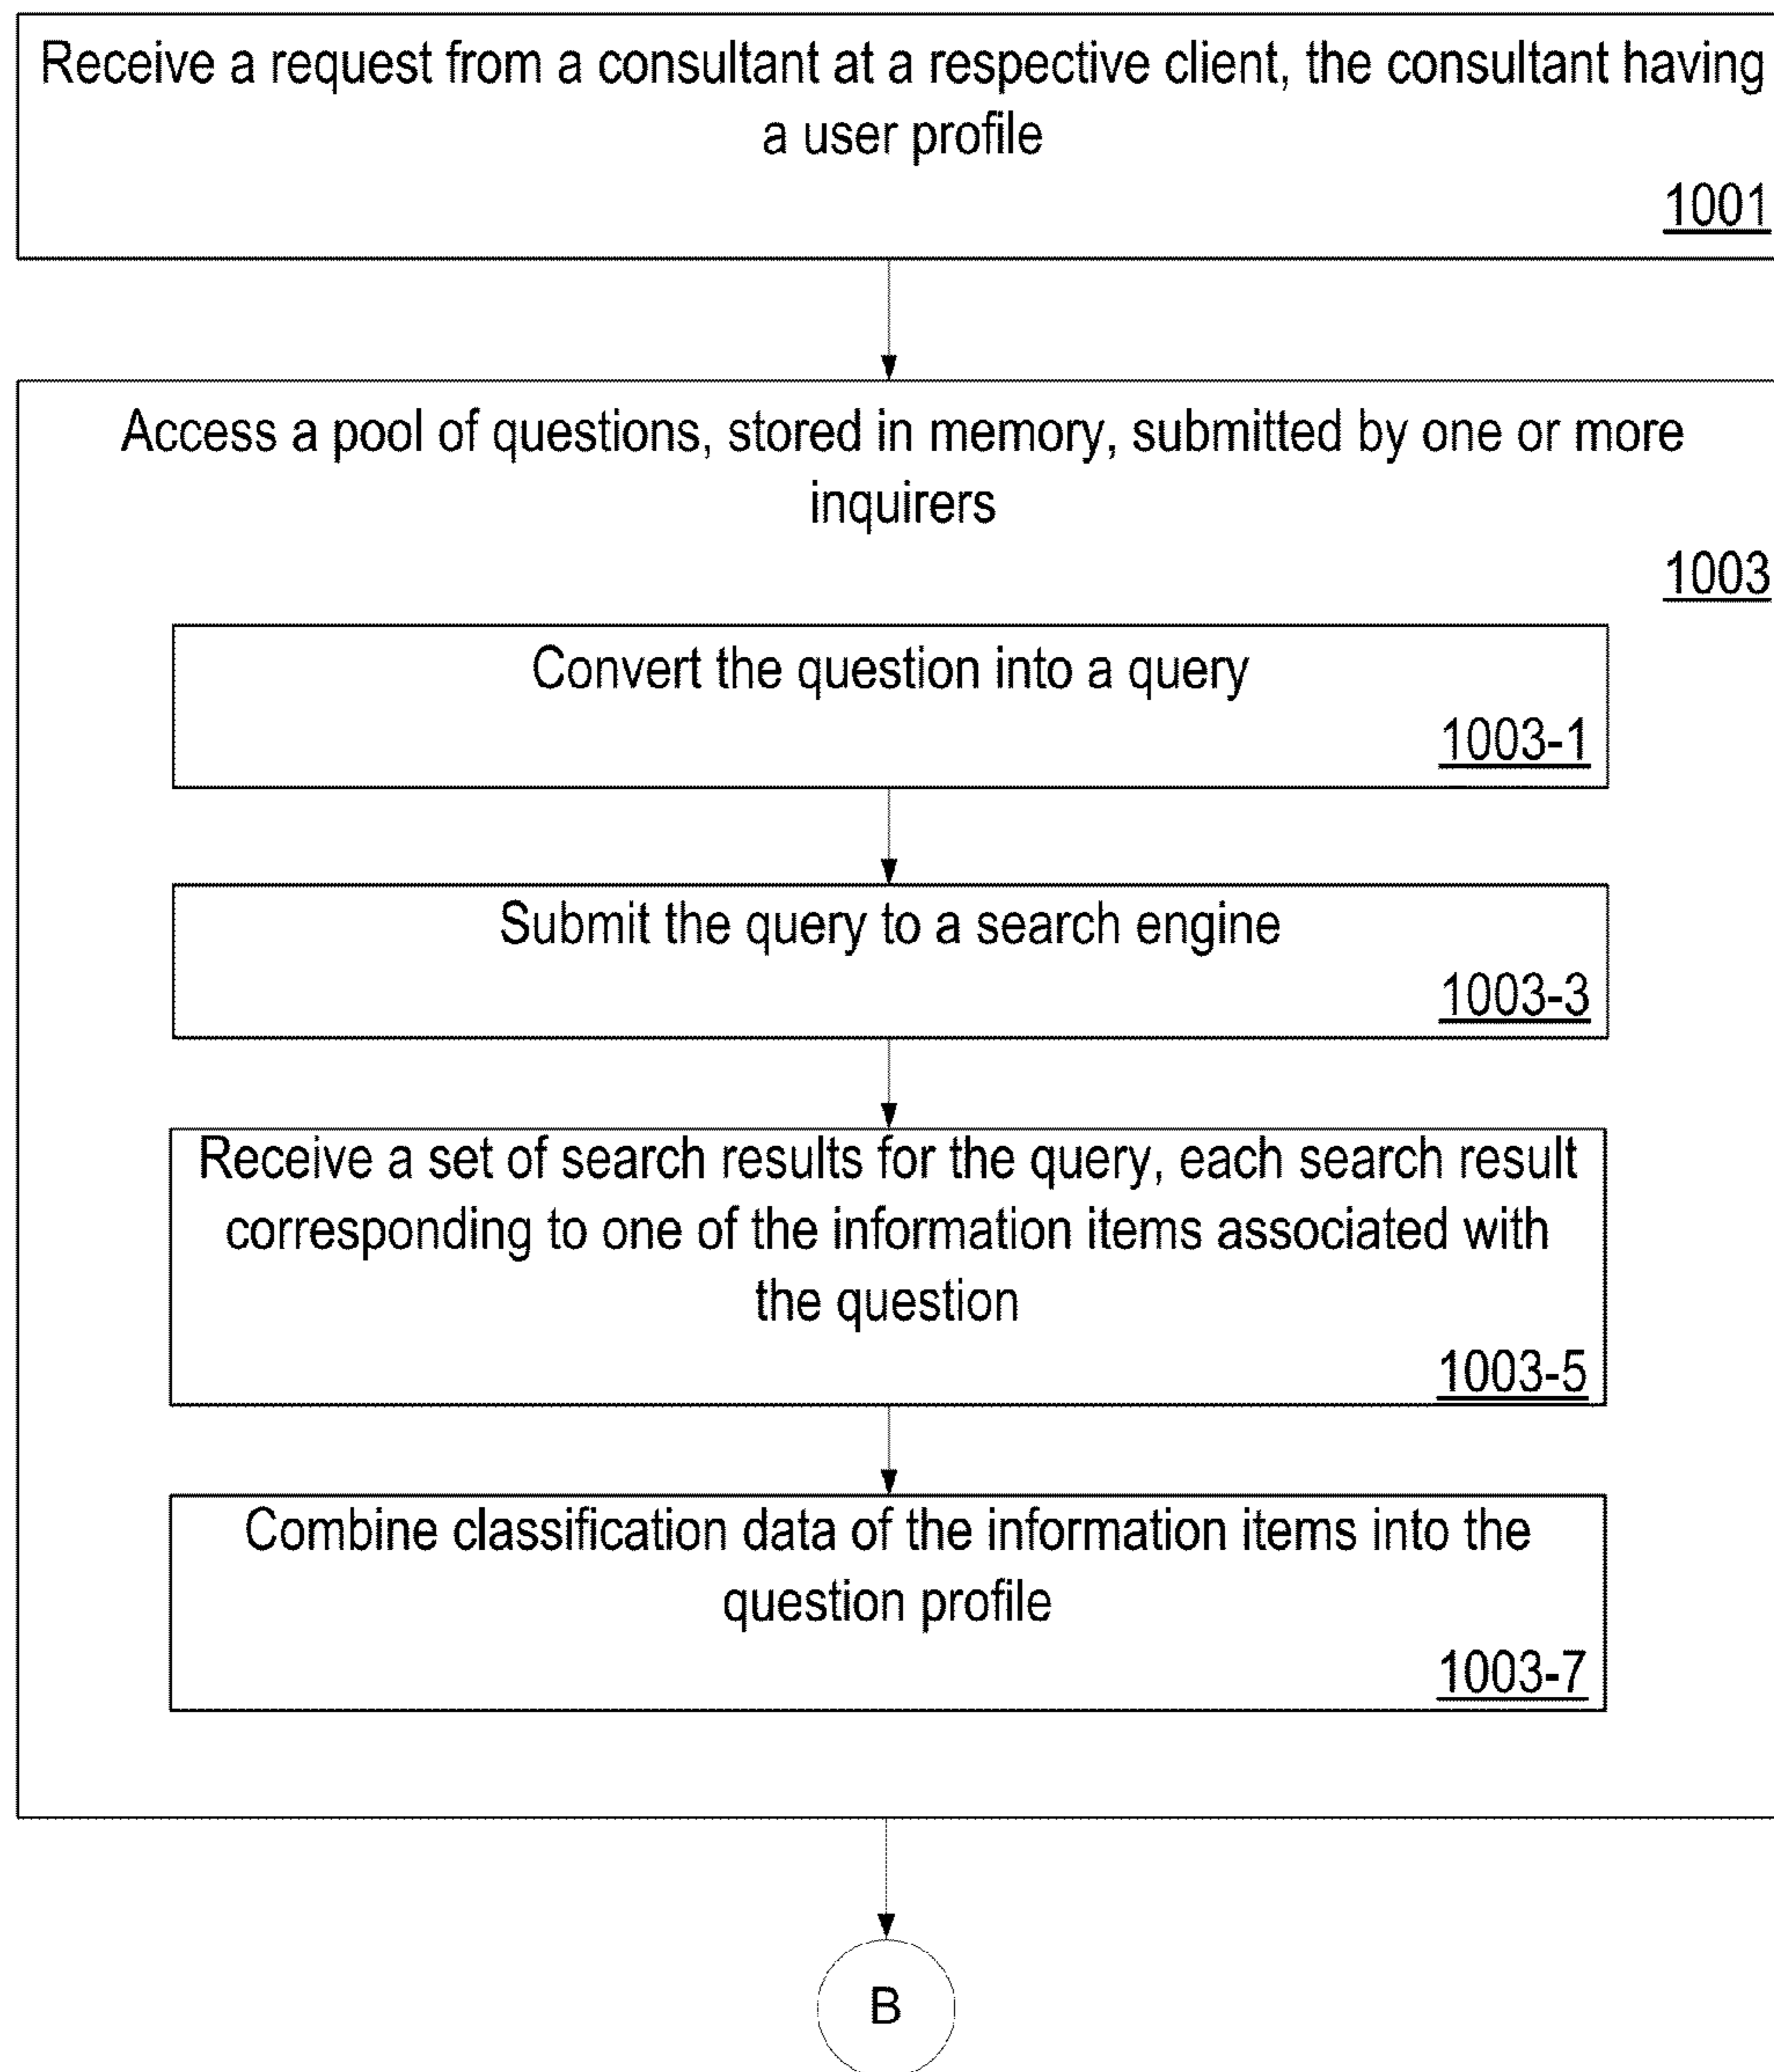 Receive a request from a consultant at a respective client, the consultant having
a user profile
1001
Access a pool of questions, stored in memory, submitted by one or more
inquirers
1003
Convert the question into a query
1003-1
Submit the query to a search engine
1003-3
Receive a set of search results for the query, each search result
corresponding to one of the information items associated with
the question
1003-5
Combine classification data of the information items into the
question profile
1003-7
B